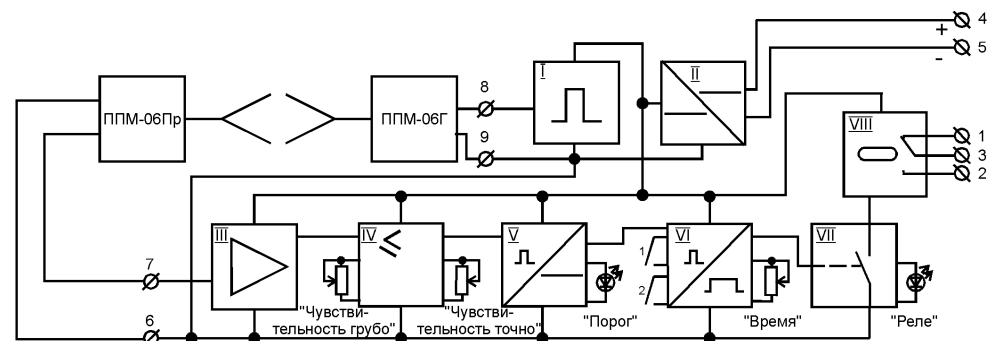 4
+
5
-
I
II
8
9
ППМ-06Пр
ППМ-06Г
VIII
1
3
2
III
IV
≤
V
VI
VII
1
2
7
6
"Чувстви-
тельность грубо"
"Чувстви-
тельность точно"
"Порог"
"Время"
"Реле"